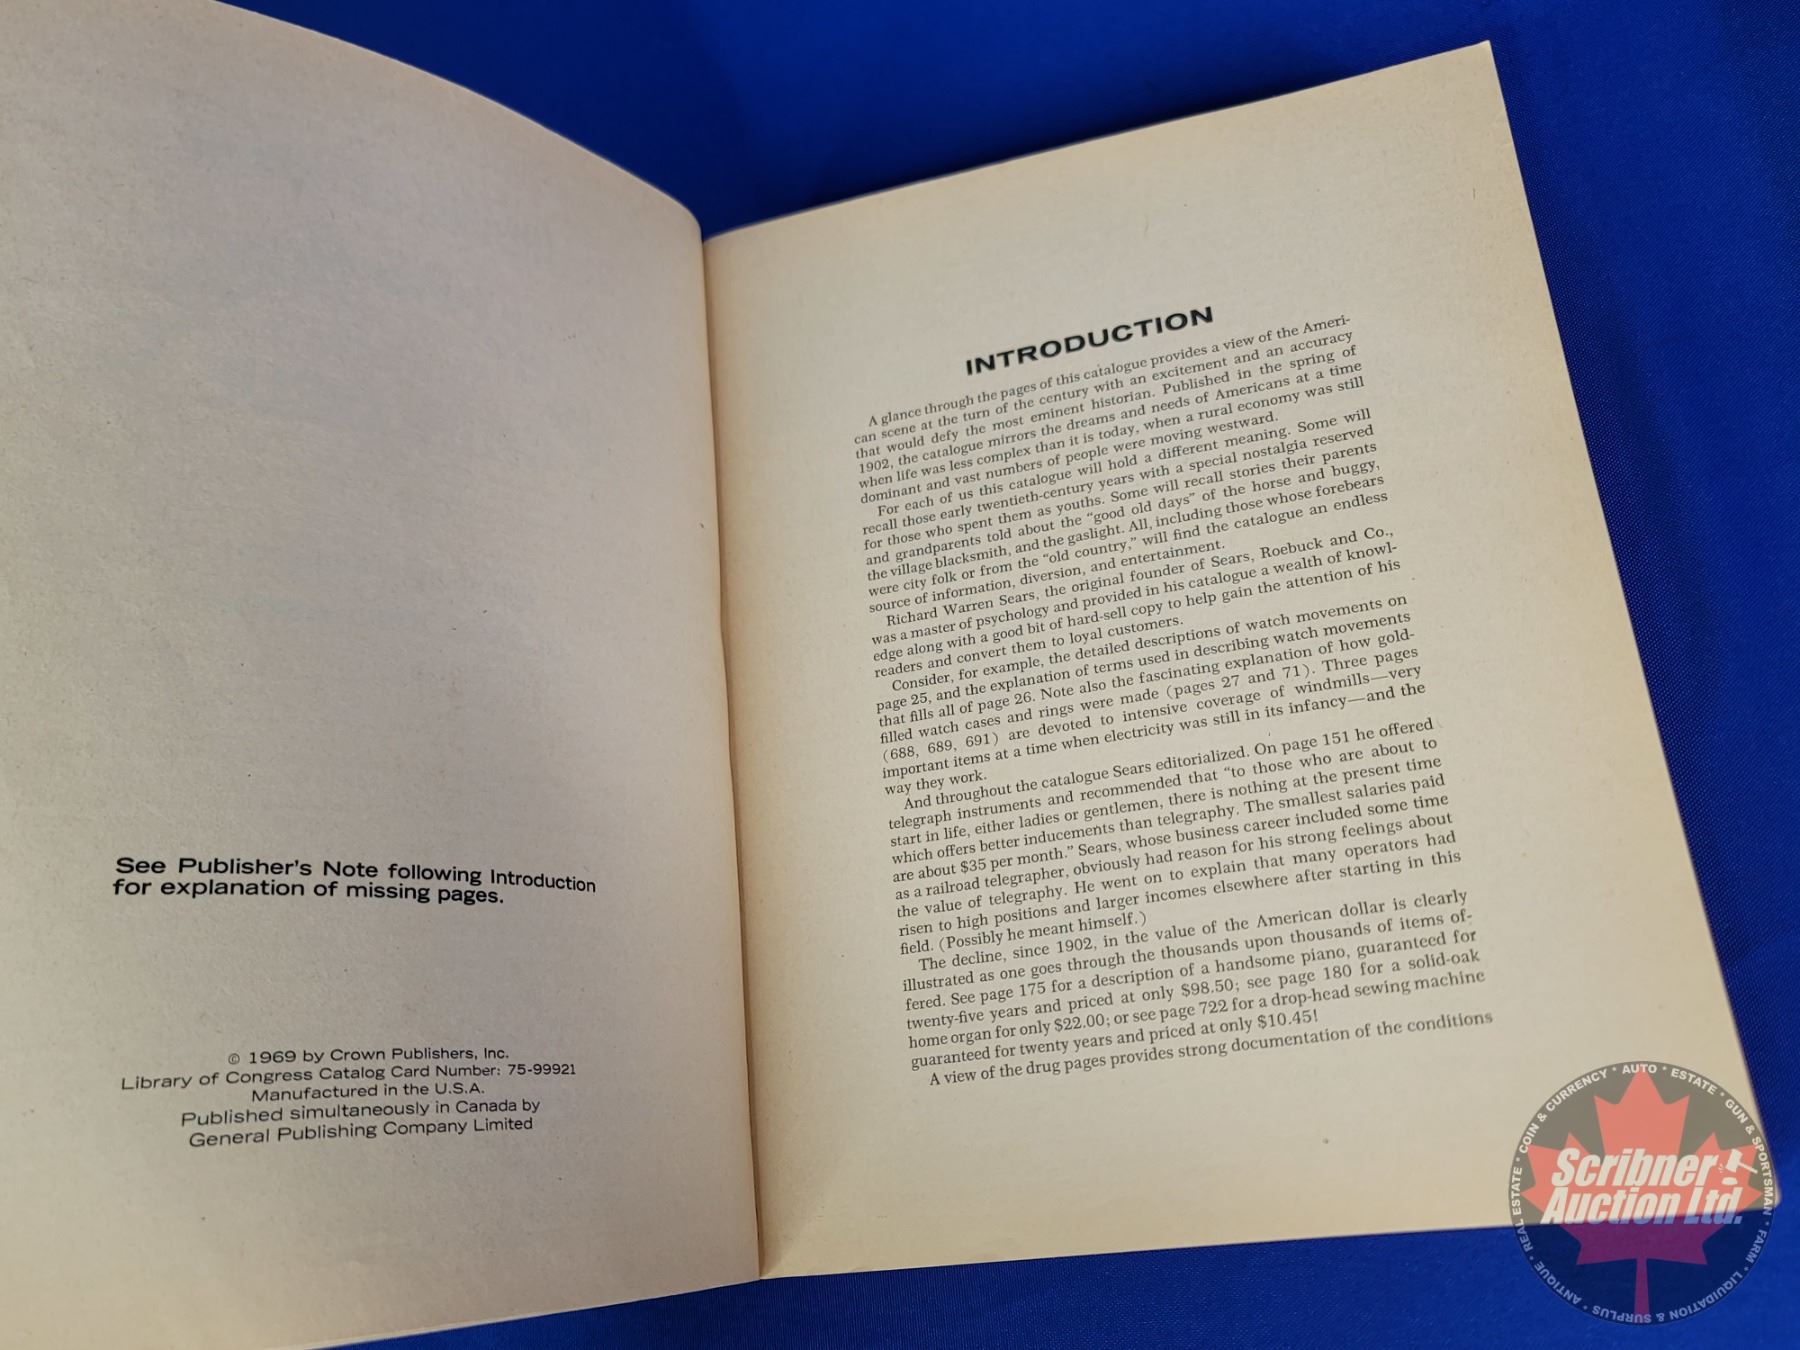 See Publisher's Note following Introduction
for explanation of missing pages.
© 1969 by Crown Publishers, Inc.
Library of Congress Catalog Card Number: 75-99921
Manufactured in the U.S.A.
Published simultaneously in Canada by
General Publishing Company Limited
INTRODUCTION
A glance through the pages of this catalogue provides a view of the Ameri-
can scene at the turn of the century with an excitement and an accuracy
that would defy the most eminent historian. Published in the spring of
1902, the catalogue mirrors the dreams and needs of Americans at a time
when life was less complex than it is today, when a rural economy was still
dominant and vast numbers of people were moving westward.
For each of us this catalogue will hold a different meaning. Some will
recall those early twentieth-century years with a special nostalgia reserved
for those who spent them as youths. Some will recall stories their parents
and grandparents told about the "good old days" of the horse and buggy,
the village blacksmith, and the gaslight. All, including those whose forebears
were city folk or from the "old country," will find the catalogue an endless
source of information, diversion, and entertainment.
Richard Warren Sears, the original founder of Sears, Roebuck and Co.,
was a master of psychology and provided in his catalogue a wealth of knowl-
edge along with a good bit of hard-sell copy to help gain the attention of his
readers and convert them to loyal customers.
Consider, for example, the detailed descriptions of watch movements on
page 25, and the explanation of terms used in describing watch movements
that fills all of page 26. Note also the fascinating explanation of how gold-
filled watch cases and rings were made (pages 27 and 71). Three pages
(688, 689, 691) are devoted to intensive coverage of windmills—very
important items at a time when electricity was still in its infancy—and the
way they work.
And throughout the catalogue Sears editorialized. On page 151 he offered
telegraph instruments and recommended that "to those who are about to
start in life, either ladies or gentlemen, there is nothing at the present time
which offers better inducements than telegraphy. The smallest salaries paid
are about $35 per month." Sears, whose business career included some time
as a railroad telegrapher, obviously had reason for his strong feelings about
the value of telegraphy. He went on to explain that many operators had
risen to high positions and larger incomes elsewhere after starting in this
field. (Possibly he meant himself.)
The decline, since 1902, in the value of the American dollar is clearly
illustrated as one goes through the thousands upon thousands of items of-
fered. See page 175 for a description of a handsome piano, guaranteed for
twenty-five years and priced at only $98.50; see page 180 for a solid-oak
home organ for only $22.00; or see page 722 for a drop-head sewing machine
guaranteed for twenty years and priced at only $10.45!
A view of the drug pages provides strong documentation of the conditions
Scribner
Auction Ltd.
REAL ESTATE * COIN & CURRENCY * AUTO * ESTATE * GUN & SPORTSMAN * FARM * LIQUIDATION & SURPLUS * ANTIQUE *